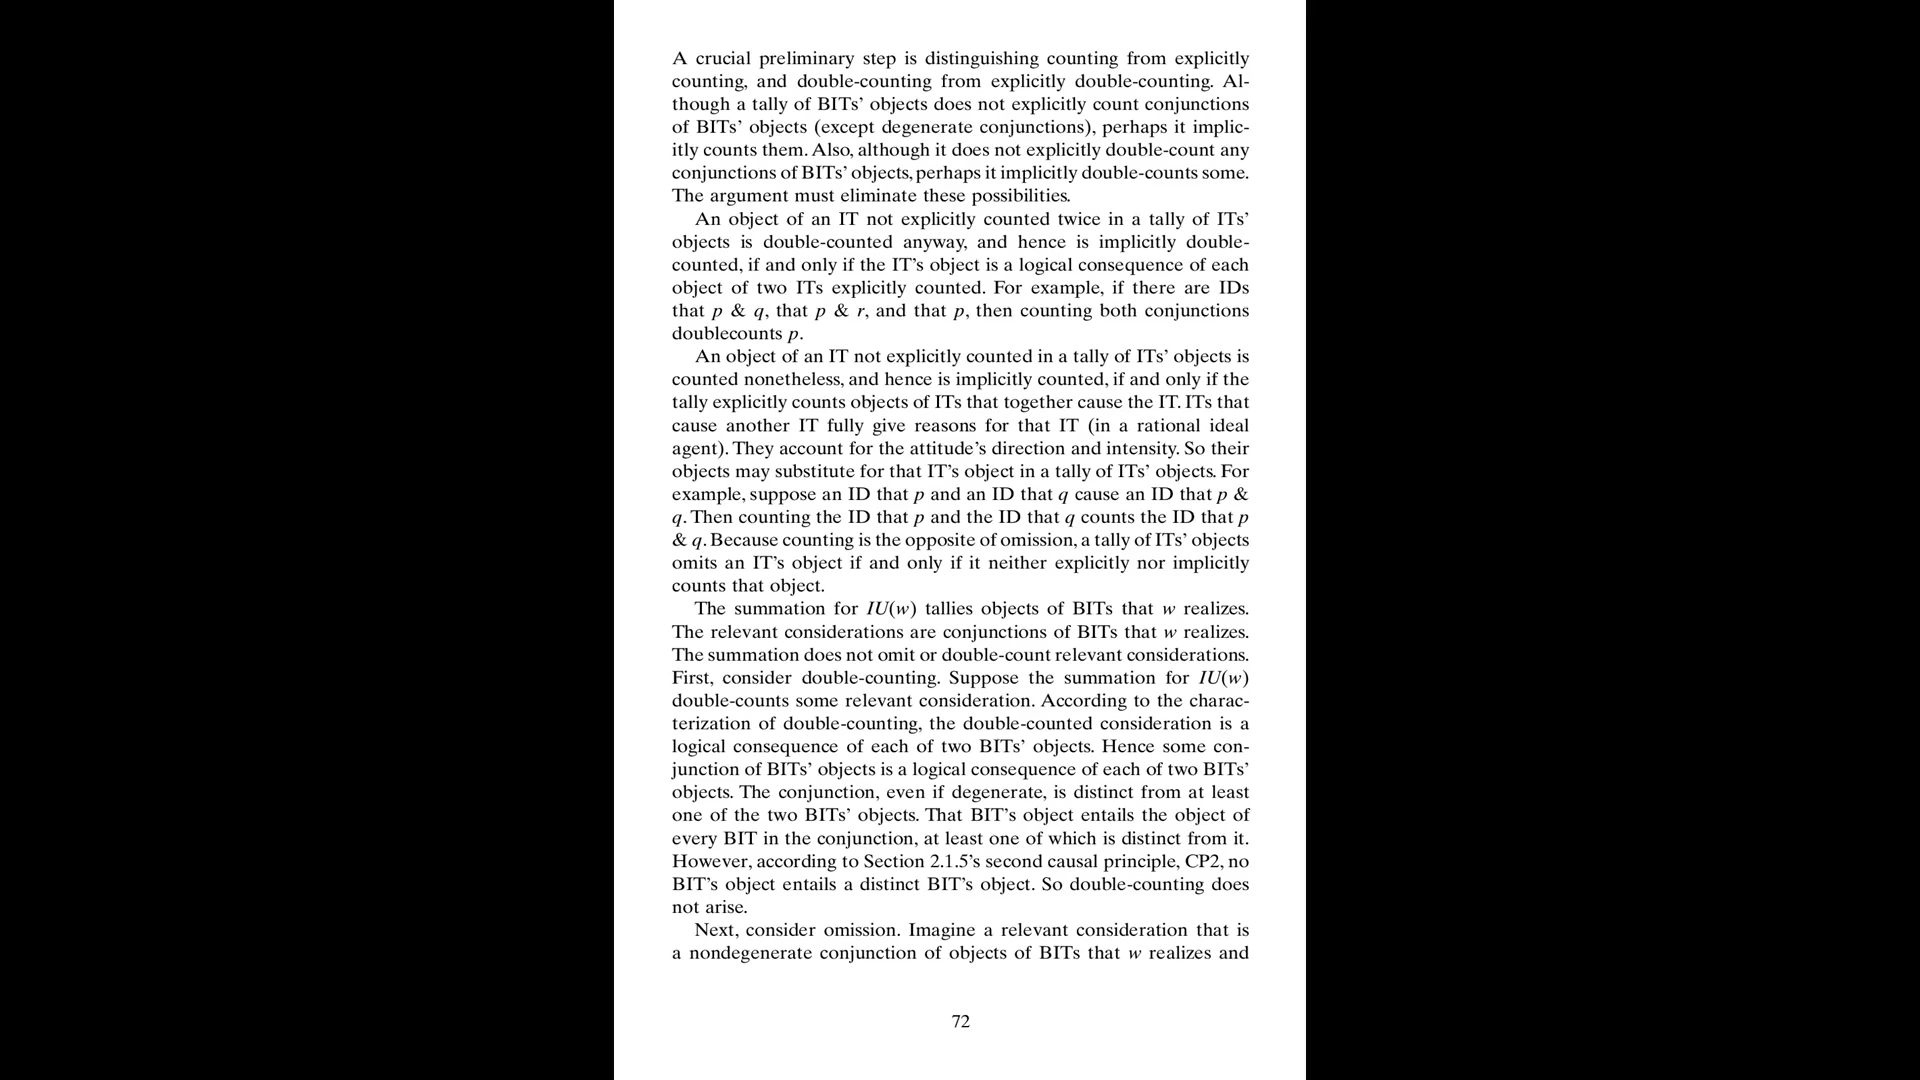 A crucial preliminary step is distinguishing counting from explicitly
counting, and double-counting from explicitly double-counting. Al-
though a tally of BITs’ objects does not explicitly count conjunctions
of BITs’ objects (except degenerate conjunctions), perhaps it implic-
itly counts them. Also, although it does not explicitly double-count any
conjunctions of BITs’ objects, perhaps it implicitly double-counts some.
The argument must eliminate these possibilities.
An object of an IT not explicitly counted twice in a tally of ITs’
objects is double-counted anyway, and hence is implicitly double-
counted, if and only if the IT’s object is a logical consequence of each
object of two ITs explicitly counted. For example, if there are IDs
that p & q, that p & r, and that p, then counting both conjunctions
doublecounts p.
An object of an IT not explicitly counted in a tally of ITs’ objects is
counted nonetheless, and hence is implicitly counted, if and only if the
tally explicitly counts objects of ITs that together cause the IT. ITs that
cause another IT fully give reasons for that IT (in a rational ideal
agent). They account for the attitude’s direction and intensity. So their
objects may substitute for that IT’s object in a tally of ITs’ objects. For
example, suppose an ID that p and an ID that q cause an ID that p &
q. Then counting the ID that p and the ID that q counts the ID that p
& q. Because counting is the opposite of omission, a tally of ITs’ objects
omits an IT’s object if and only if it neither explicitly nor implicitly
counts that object.
The summation for IU(w) tallies objects of BITs that w realizes.
The relevant considerations are conjunctions of BITs that w realizes.
The summation does not omit or double-count relevant considerations.
First, consider double-counting. Suppose the summation for IU(w)
double-counts some relevant consideration. According to the charac-
terization of double-counting, the double-counted consideration is a
logical consequence of each of two BITs’ objects. Hence some con-
junction of BITs’ objects is a logical consequence of each of two BITs’
objects. The conjunction, even if degenerate, is distinct from at least
one of the two BITs’ objects. That BIT’s object entails the object of
every BIT in the conjunction, at least one of which is distinct from it.
However, according to Section 2.1.5’s second causal principle, CP2, no
BIT’s object entails a distinct BIT’s object. So double-counting does
not arise.
Next, consider omission. Imagine a relevant consideration that is
a nondegenerate conjunction of objects of BITs that w realizes and
72